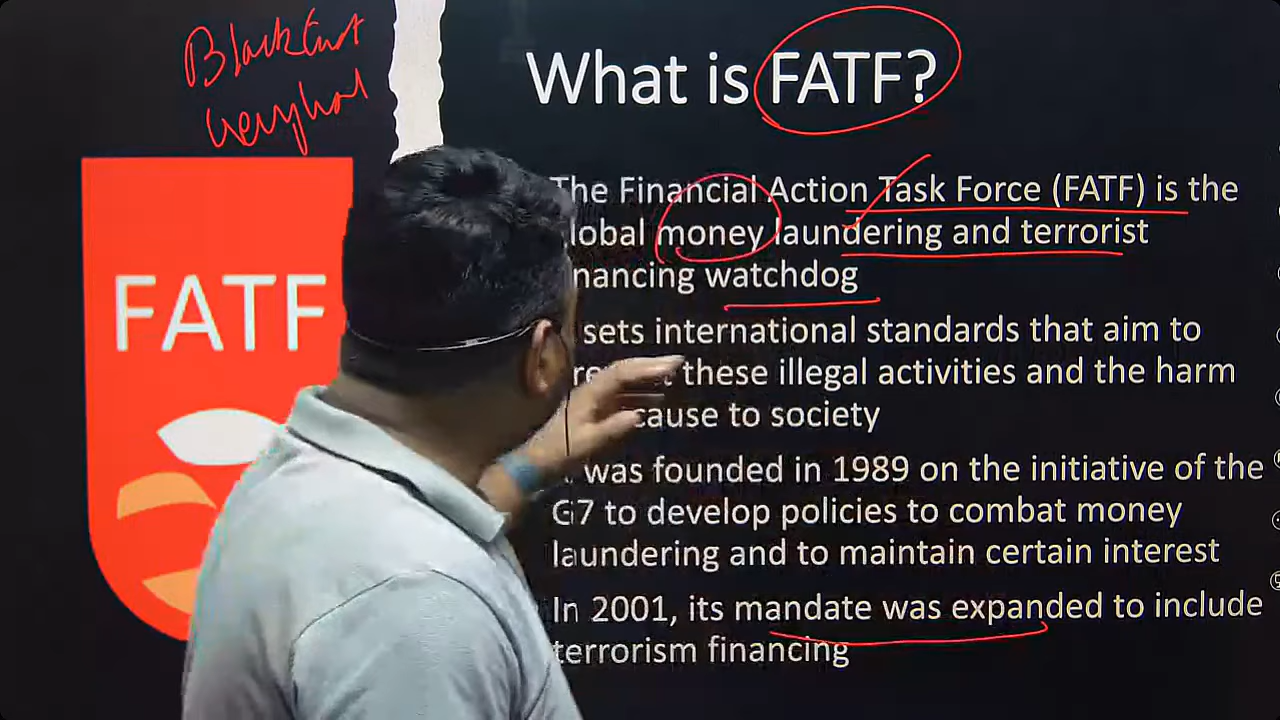 Black
FATF
What is FATF?
The Financial Action Task Force (FATF) is the
lobal money laundering and terrorist
nancing watchdog
sets international standards that aim to
these illegal activities and the harm
cause to society
was founded in 1989 on the initiative of the
G7 to develop policies to combat money
laundering and to maintain certain interest
In 2001, its mandate was expanded to include
terrorism financing